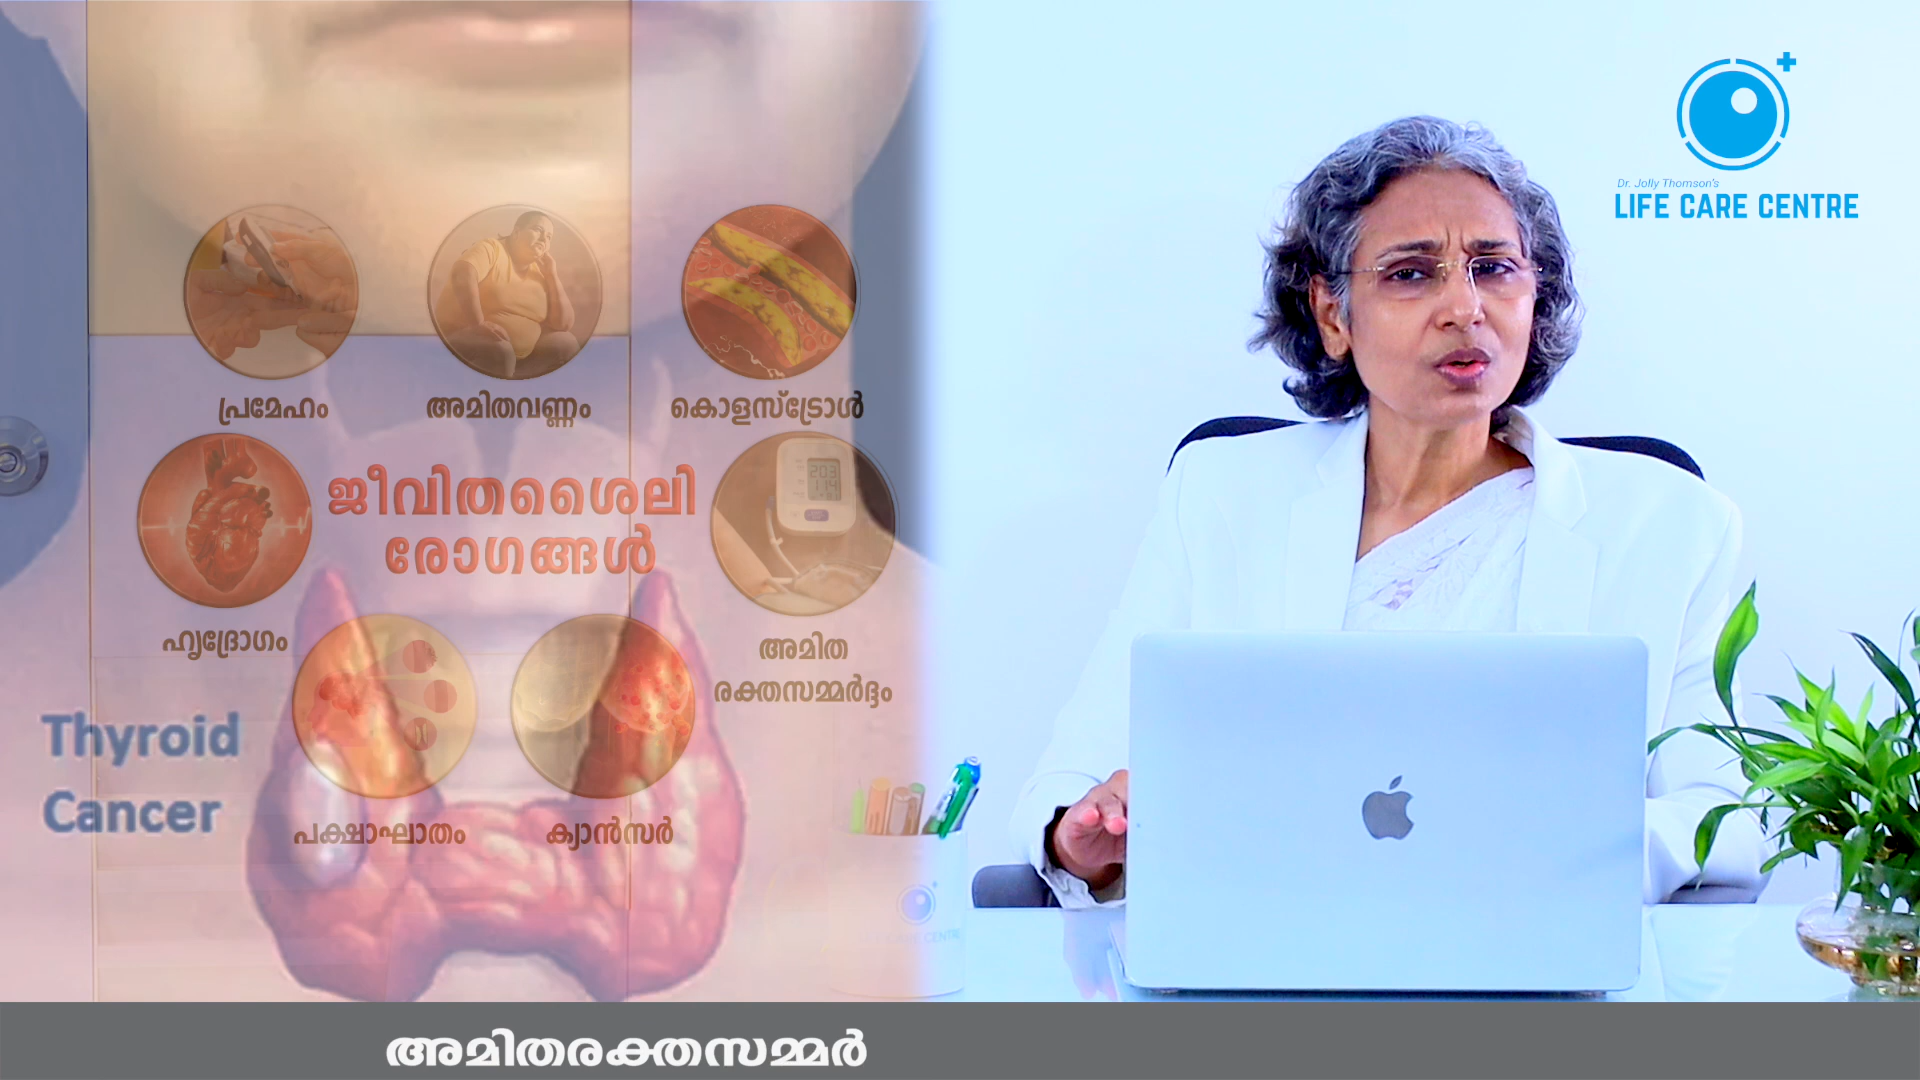 Dr. Jolly Thomson's
LIFE CARE CENTRE
പ്രമേഹം
അമിതവണ്ണം
കൊളസ്ട്രോൾ
ജീവിതശൈലി
രോഗങ്ങൾ
ഹൃദ്രോഗം
അമിത
രക്തസമ്മർദ്ദം
Thyroid
Cancer
പക്ഷാഘാതം
ക്യാൻസർ
അമിതരക്തസമ്മർ